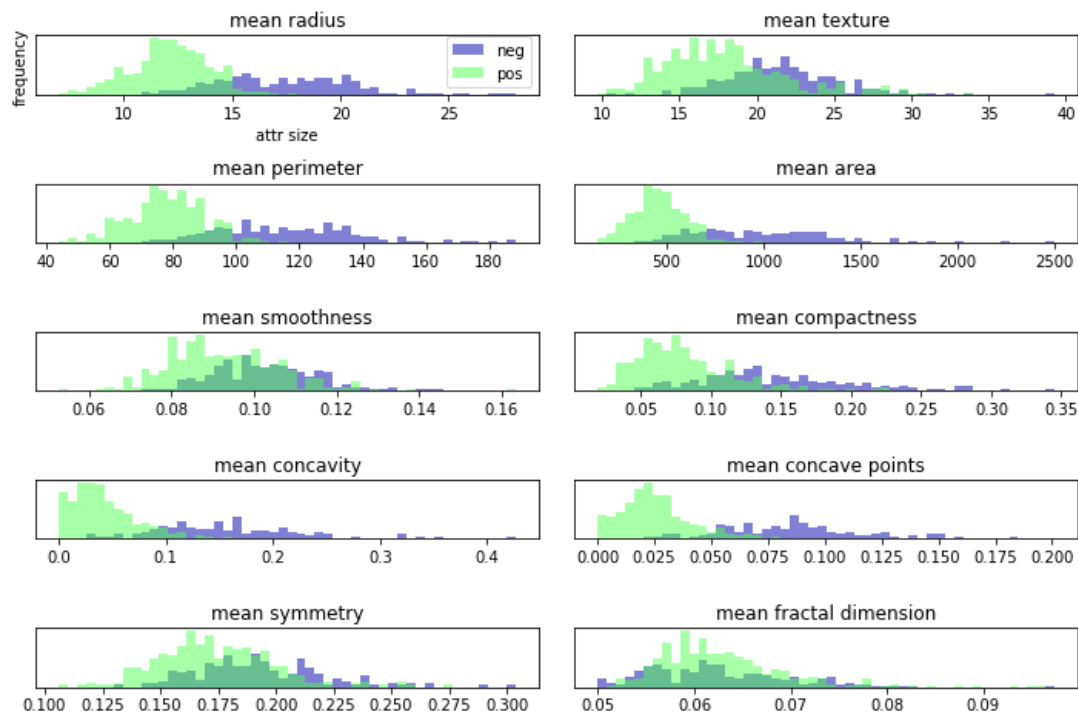 mean radius
frequency
neg
pos
10 15 20 25
attr size
mean texture
10 15 20 25 30 35 40
mean perimeter
40 60 80 100 120 140 160 180
mean area
500 1000 1500 2000 2500
mean smoothness
0.06 0.08 0.10 0.12 0.14 0.16
mean compactness
0.05 0.10 0.15 0.20 0.25 0.30 0.35
mean concavity
0.0 0.1 0.2 0.3 0.4
mean concave points
0.000 0.025 0.050 0.075 0.100 0.125 0.150 0.175 0.200
mean symmetry
0.100 0.125 0.150 0.175 0.200 0.225 0.250 0.275 0.300
mean fractal dimension
0.05 0.06 0.07 0.08 0.09